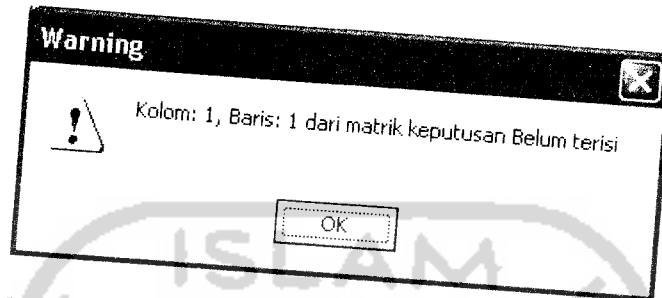 Warning
Kolom: 1, Baris: 1 dari matrik keputusan Belum terisi
OK
ISLAM